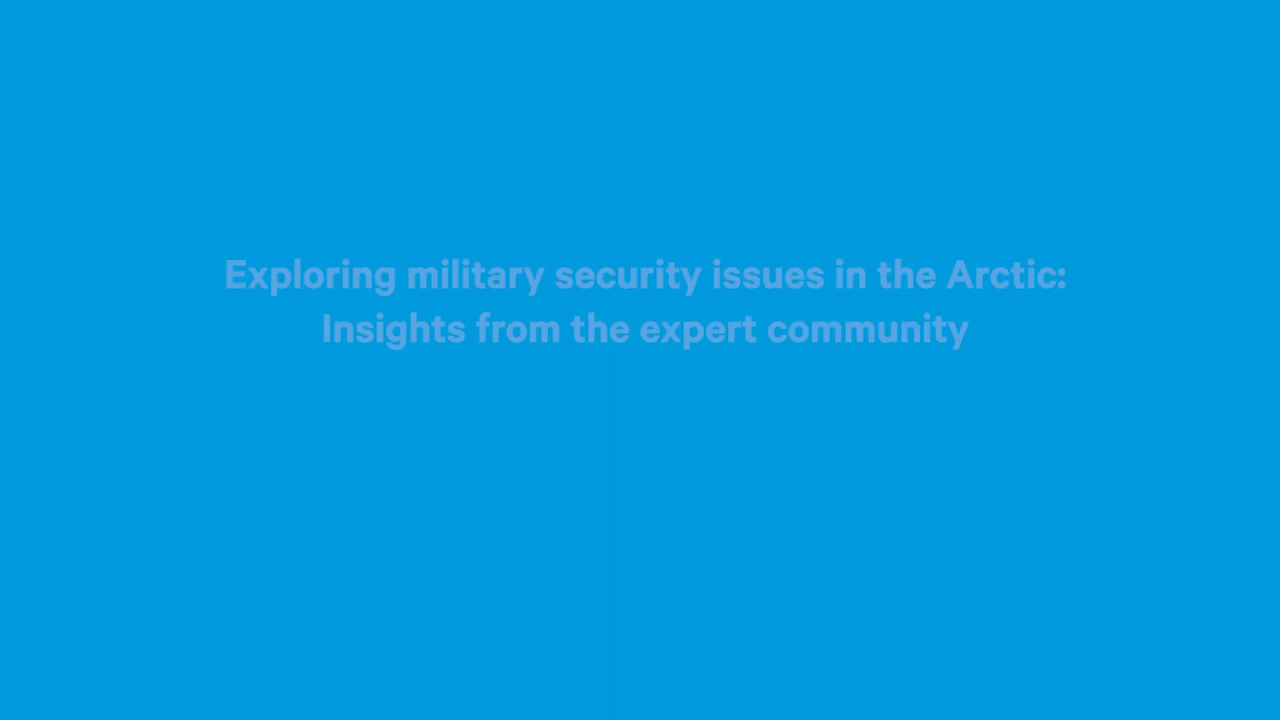 Exploring military security issues in the Arctic:
Insights from the expert community